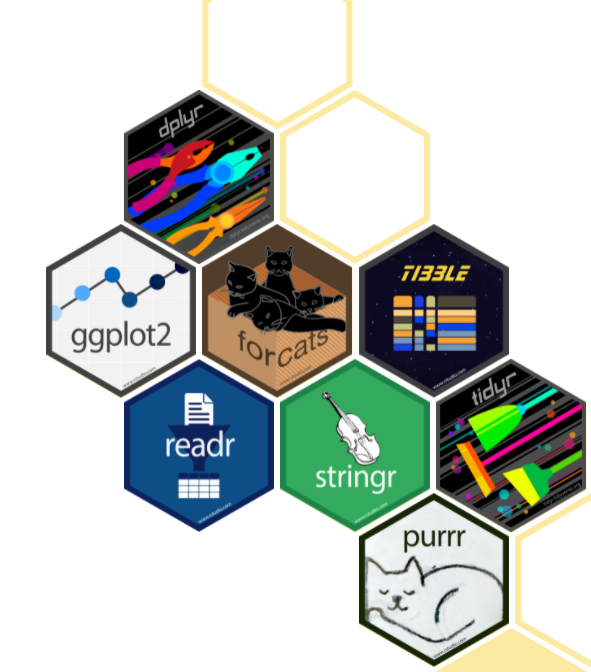 dplyr
ggplot2
forcats
TIBBLE
readr
stringr
tidyr
purrr